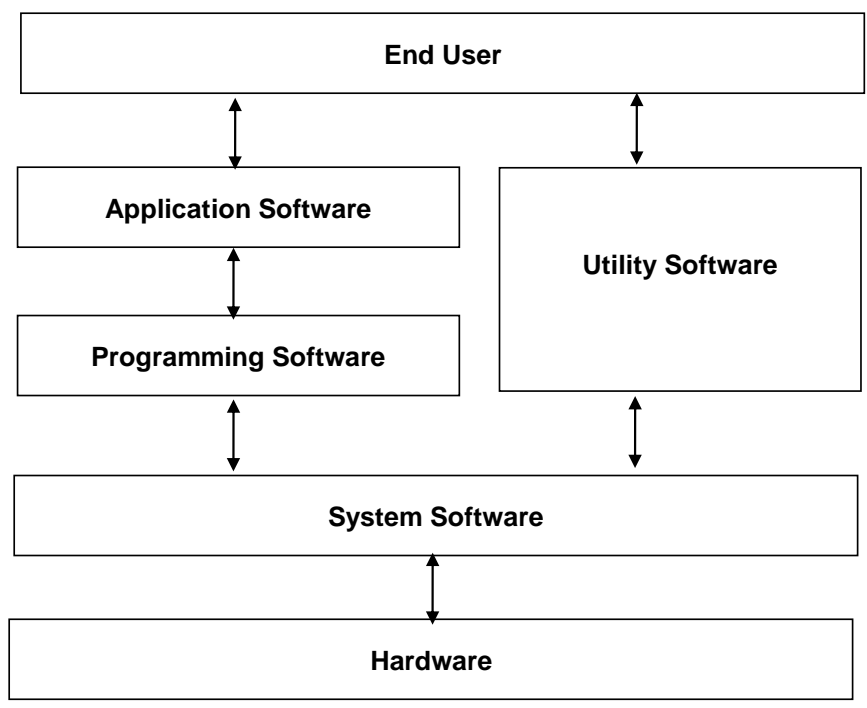 End User
Application Software
Utility Software
Programming Software
System Software
Hardware